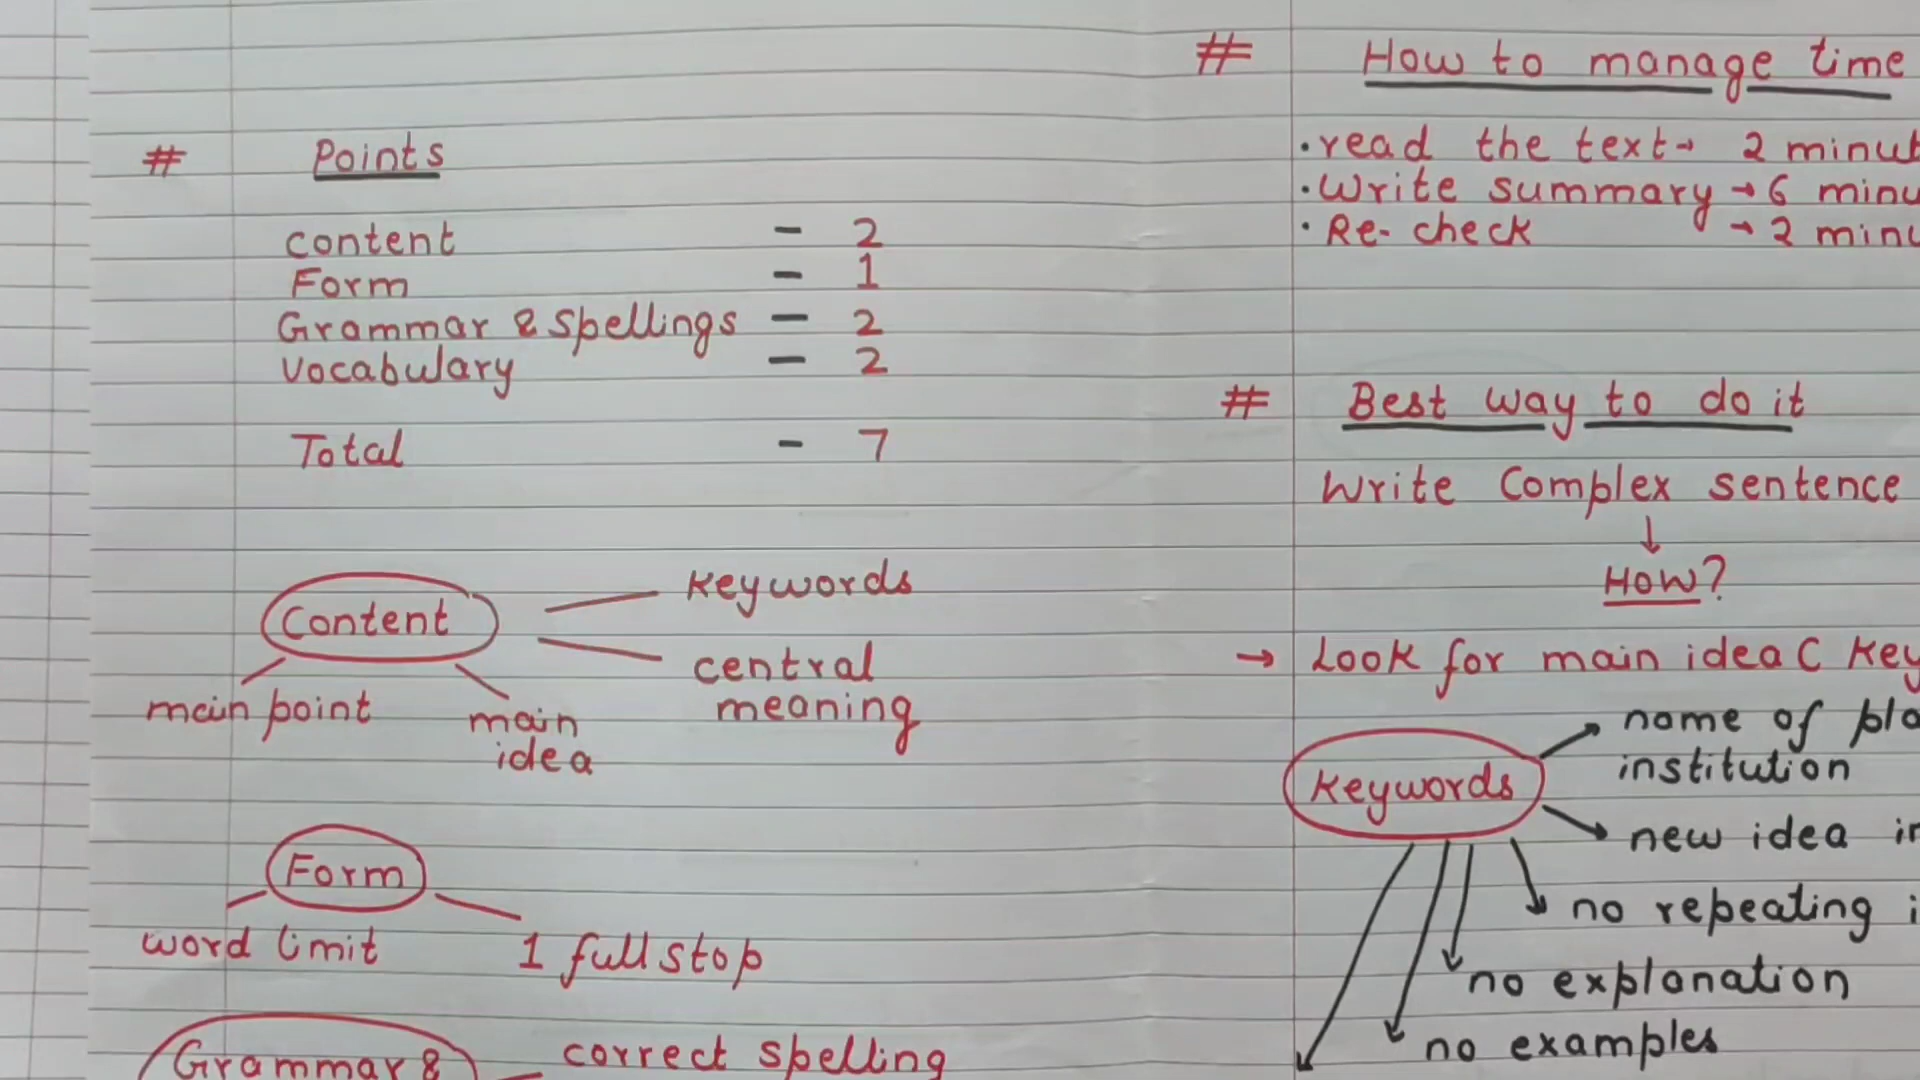 # Points
content - 2
Form - 1
Grammar & spellings - 2
Vocabulary - 2
Total - 7
Content
keywords
central
meaning
main point
main
idea
Form
word limit
1 full stop
Grammar &
correct spelling
# How to manage time
• read the text → 2
• Write summary → 6
• Re-check → 2
# Best way to do it
Write Complex sentence
↓
How?
→ Look for main idea C
Keywords
name of
institution
new idea
no repeating
no explanation
no examples